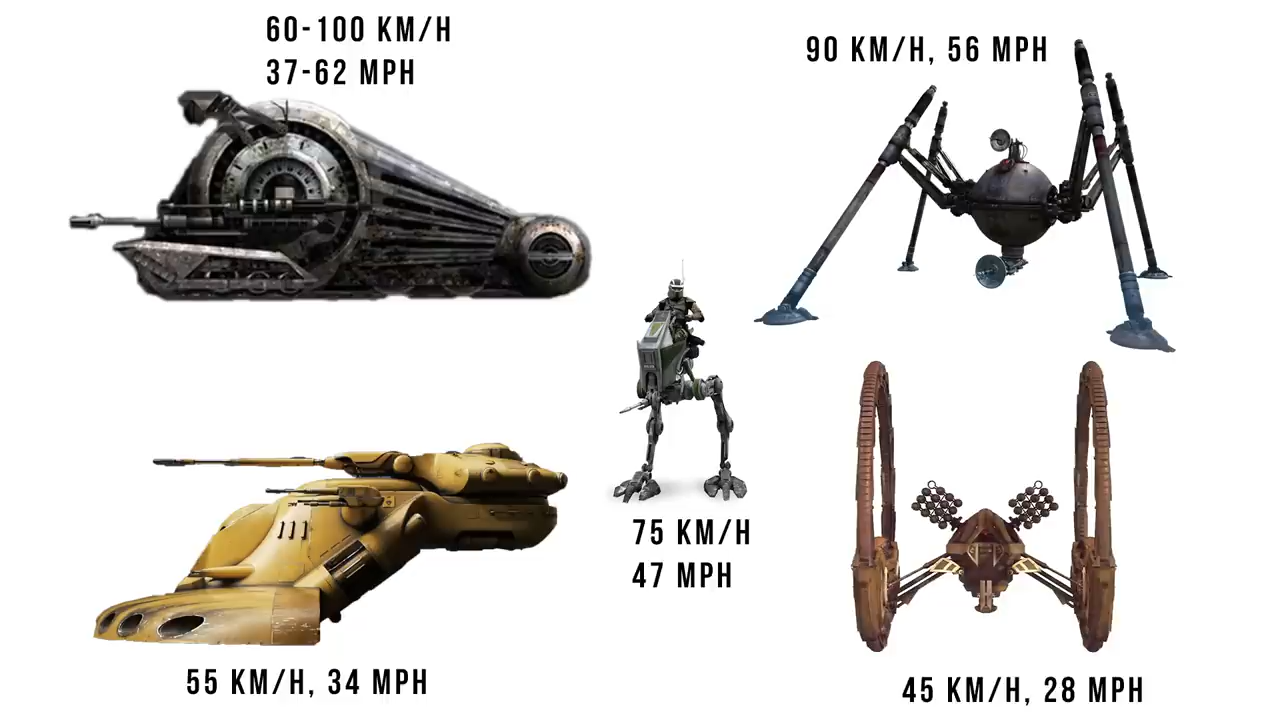 60-100 KM/H
37-62 MPH
90 KM/H, 56 MPH
75 KM/H
47 MPH
55 KM/H, 34 MPH
45 KM/H, 28 MPH